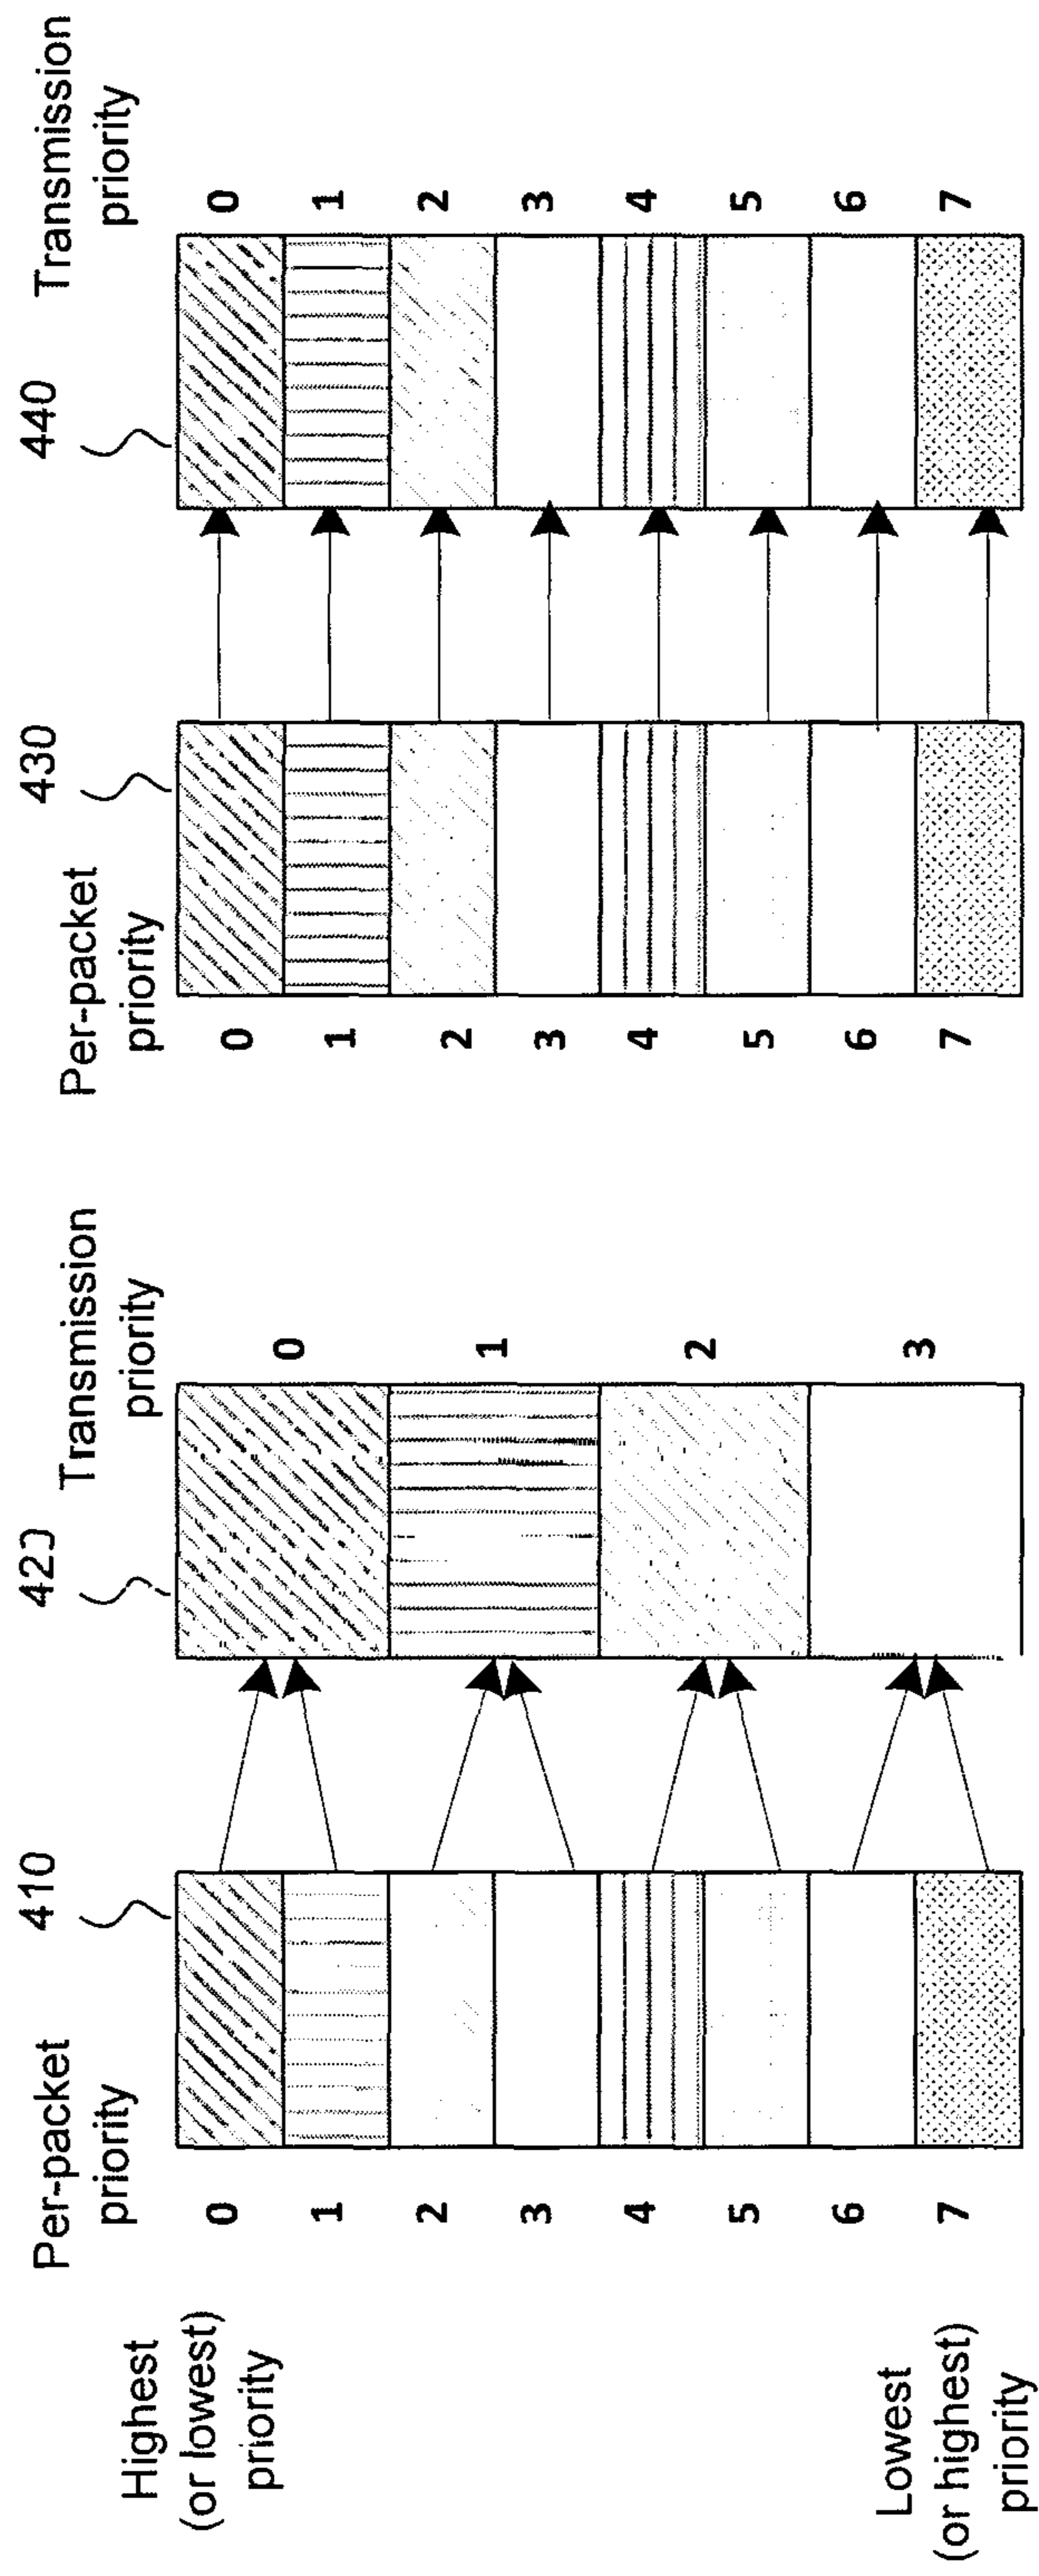 Highest
(or lowest)
priority
Lowest
(or highest)
priority
Per-packet
priority
410
0
1
2
3
4
5
6
7
420
Transmission
priority
0
1
2
3
Per-packet
priority
430
0
1
2
3
4
5
6
7
440
Transmission
priority
0
1
2
3
4
5
6
7